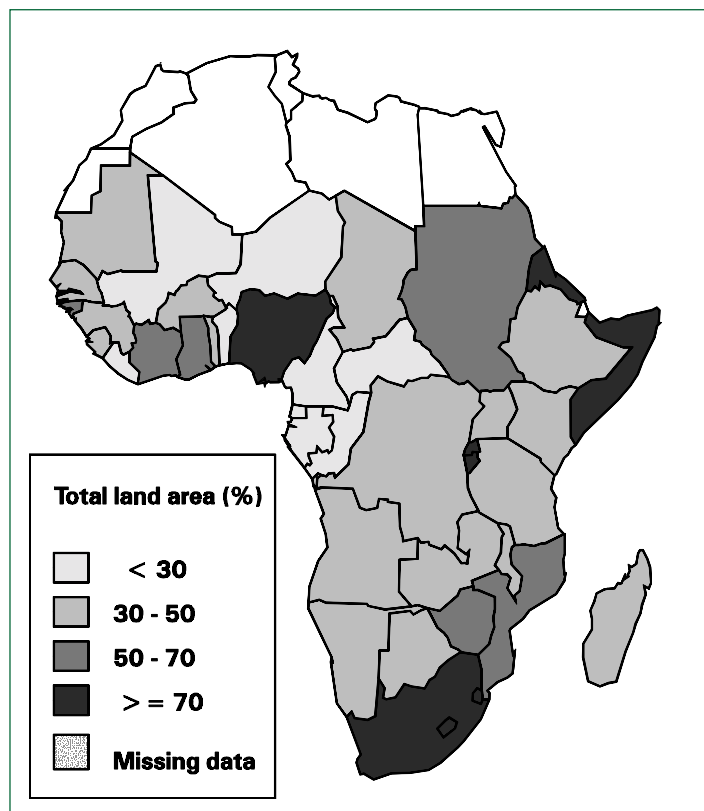 Total land area (%)
< 30
30 - 50
50 - 70
> = 70
Missing data